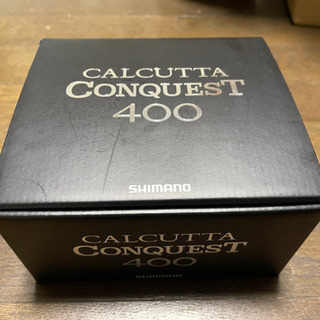 CALCUTTA
CONQUEST
400
SHIMANO
CALCUTTA
CONQUEST
400
SHIMANO